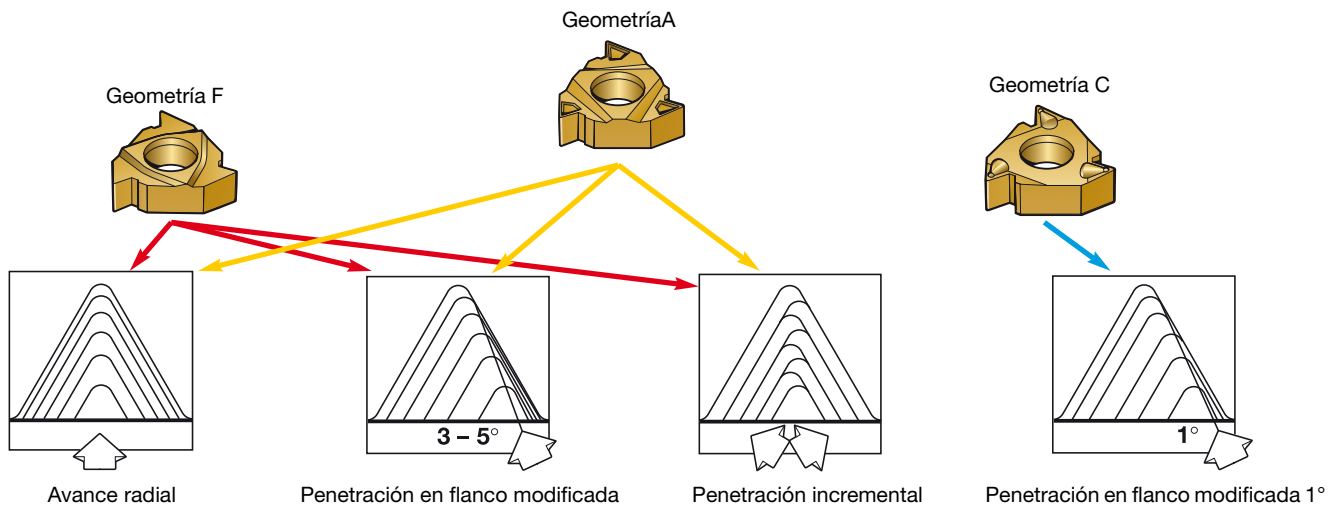 GeometríaA
Geometría F
Geometría C
3 – 5°
1°
Avance radial
Penetración en flanco modificada
Penetración incremental
Penetración en flanco modificada 1°